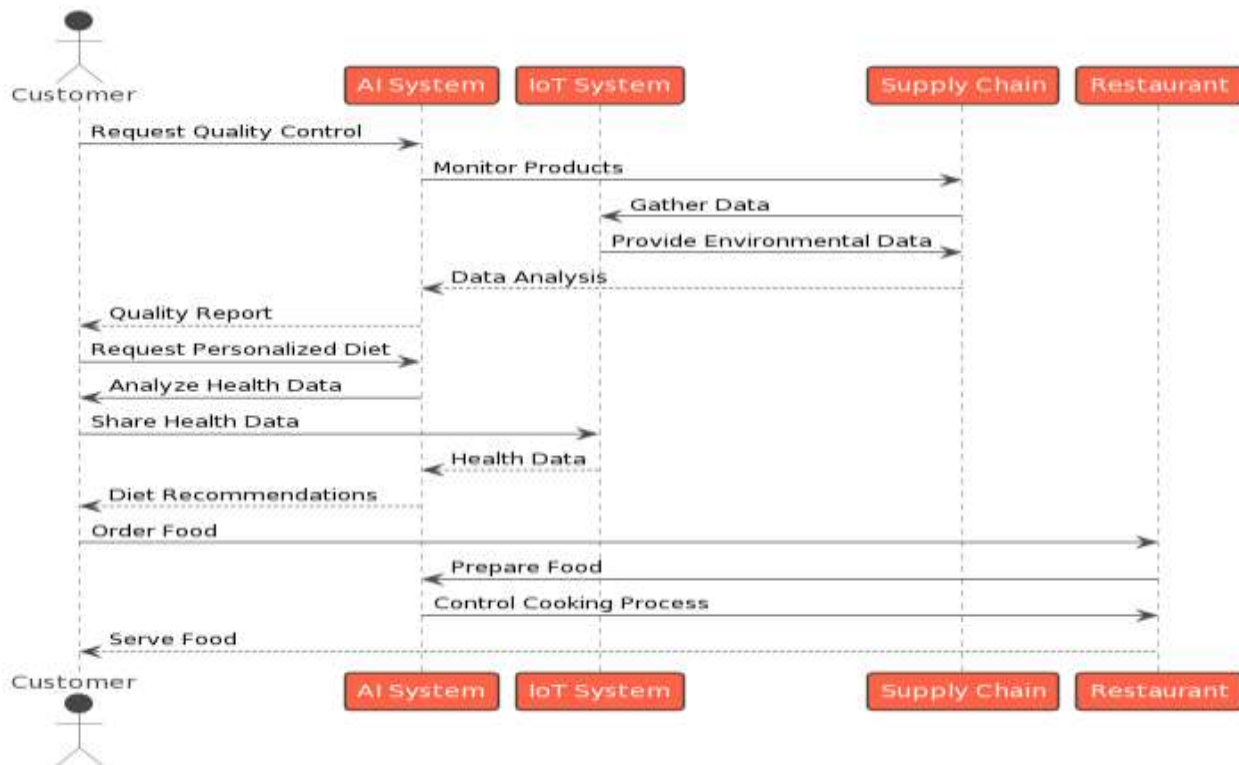 Customer
AI System
IoT System
Supply Chain
Restaurant
Request Quality Control
Monitor Products
Gather Data
Provide Environmental Data
Data Analysis
Quality Report
Request Personalized Diet
Analyze Health Data
Share Health Data
Health Data
Diet Recommendations
Order Food
Prepare Food
Control Cooking Process
Serve Food
Customer
AI System
IoT System
Supply Chain
Restaurant